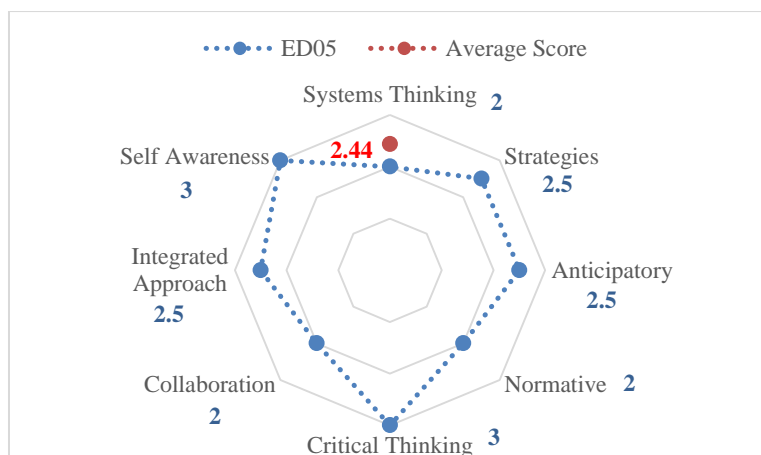 ED05 Average Score
Systems Thinking 2
2.44
Self Awareness
3
Strategies
2.5
Integrated
Approach
2.5
Anticipatory
2.5
Collaboration
2
Normative 2
Critical Thinking 3